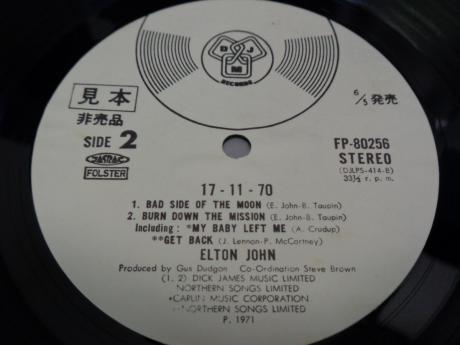 D J
M
RECORDS
見本
非売品
SIDE 2
FOLSTER
6/5 発売
FP-80256
STEREO
(DJLPS-414-B)
33⅓ r. p. m.
17-11-70
1. BAD SIDE OF THE MOON (E. John-B. Taupin)
2. BURN DOWN THE MISSION (E. John-B. Taupin)
Including : *MY BABY LEFT ME (A. Crudup)
**GET BACK (J. Lennon-P. McCartney)
ELTON JOHN
Produced by Gus Dudgon Co-Ordination Steve Brown
(1. 2) DICK JAMES MUSIC LIMITED
NORTHERN SONGS LIMITED
*CARLIN MUSIC CORPORATION
**NORTHERN SONGS LIMITED
P. 1971